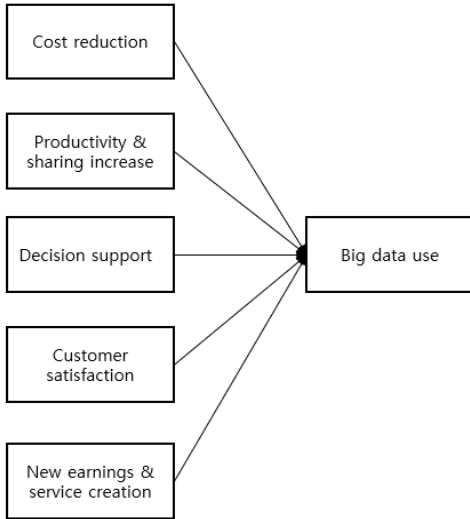 Cost reduction
Productivity &
sharing increase
Decision support
Big data use
Customer
satisfaction
New earnings &
service creation